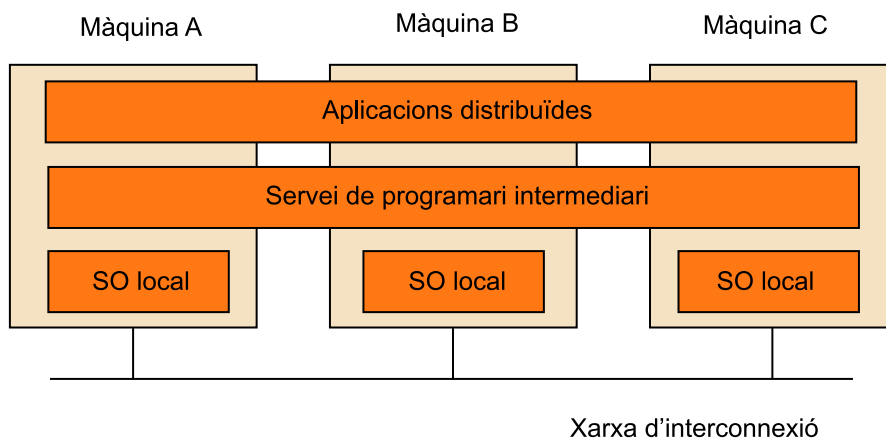 Màquina A
Màquina B
Màquina C
Aplicacions distribuïdes
Servei de programari intermediari
SO local
SO local
SO local
Xarxa d’interconnexió